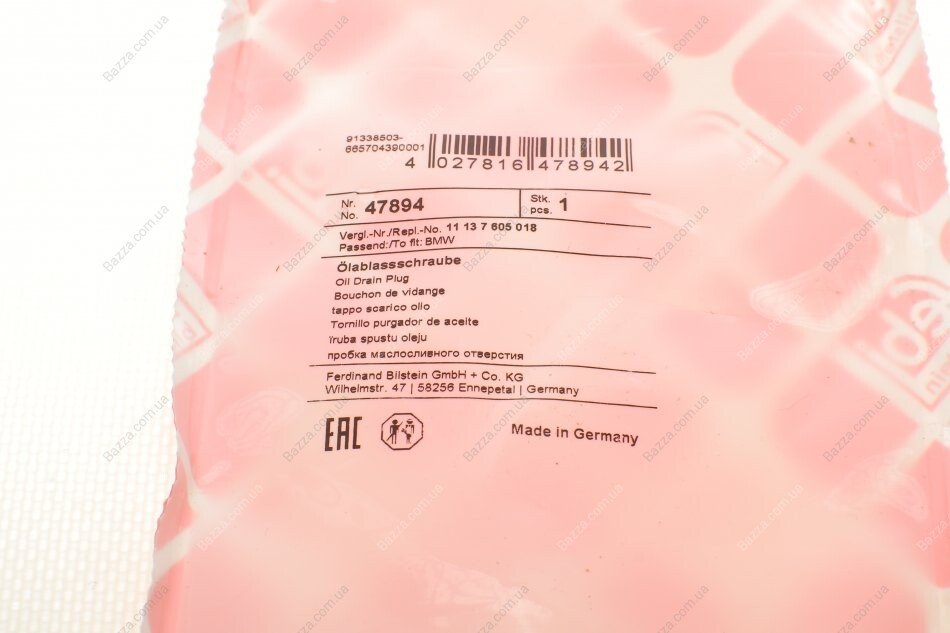 91338503-
665704390001
4 027816 478942
Nr.
No. 47894
Stk.
pcs. 1
Vergl.-Nr./Repl.-No. 11 13 7 605 018
Passend:/To fit: BMW
Ölablassschraube
Oil Drain Plug
Bouchon de vidange
tappo scarico olio
Tornillo purgador de aceite
śruba spustu oleju
пробка маслосливного отверстия
Ferdinand Bilstein GmbH + Co. KG
Wilhelmstr. 47 | 58256 Ennepetal | Germany
EAC
Made in Germany
Bazza.com.ua